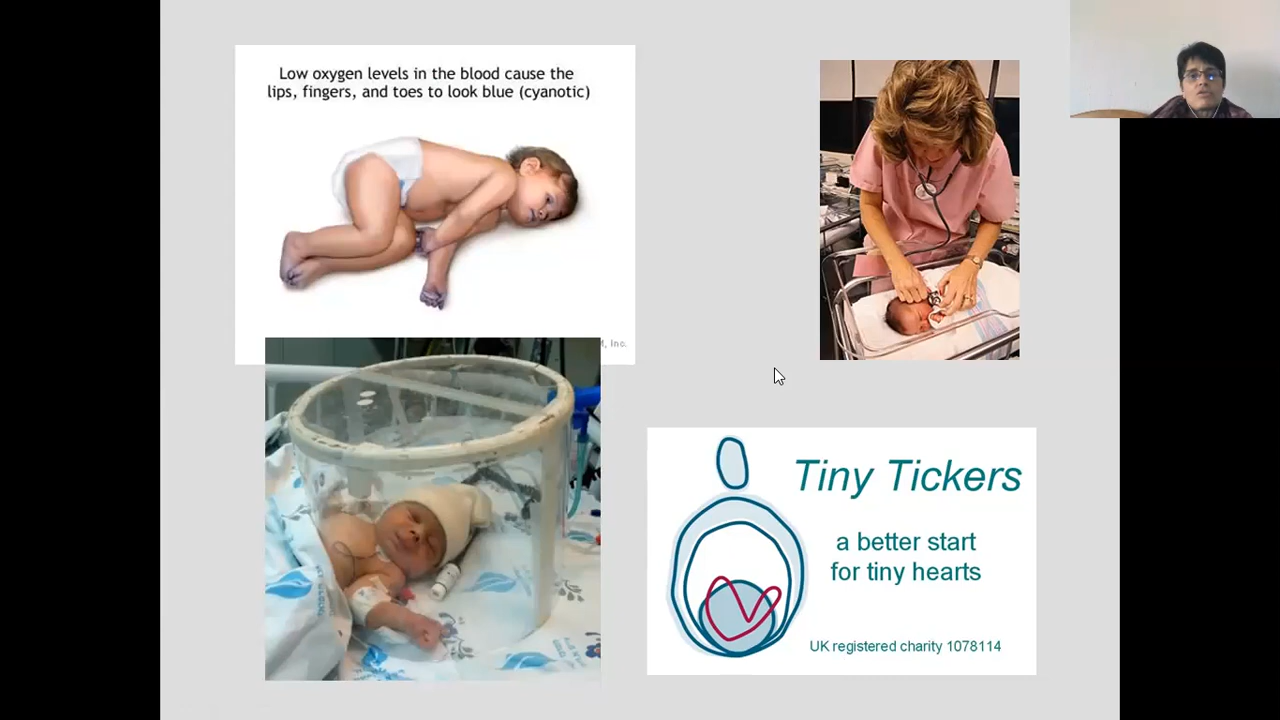 Low oxygen levels in the blood cause the
lips, fingers, and toes to look blue (cyanotic)
Inc.
Tiny Tickers
a better start
for tiny hearts
UK registered charity 1078114